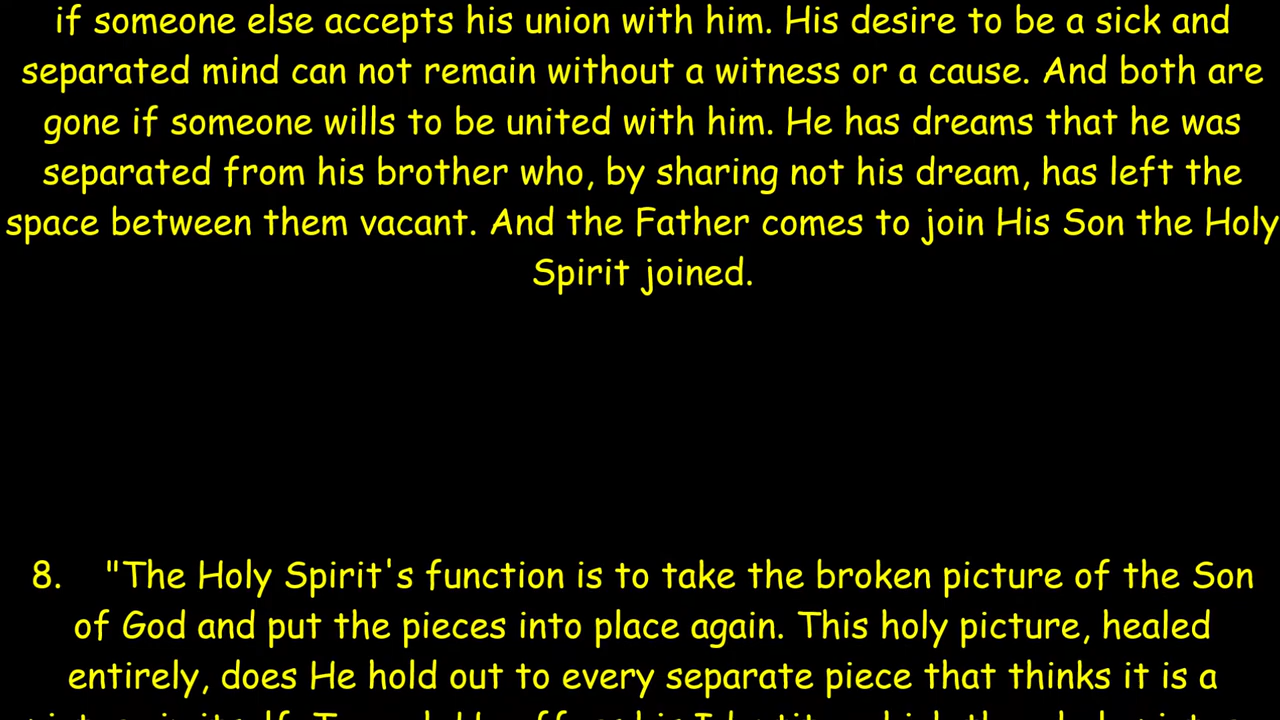 if someone else accepts his union with him. His desire to be a sick and
separated mind can not remain without a witness or a cause. And both are
gone if someone wills to be united with him. He has dreams that he was
separated from his brother who, by sharing not his dream, has left the
space between them vacant. And the Father comes to join His Son the Holy
Spirit joined.
8. "The Holy Spirit's function is to take the broken picture of the Son
of God and put the pieces into place again. This holy picture, healed
entirely, does He hold out to every separate piece that thinks it is a